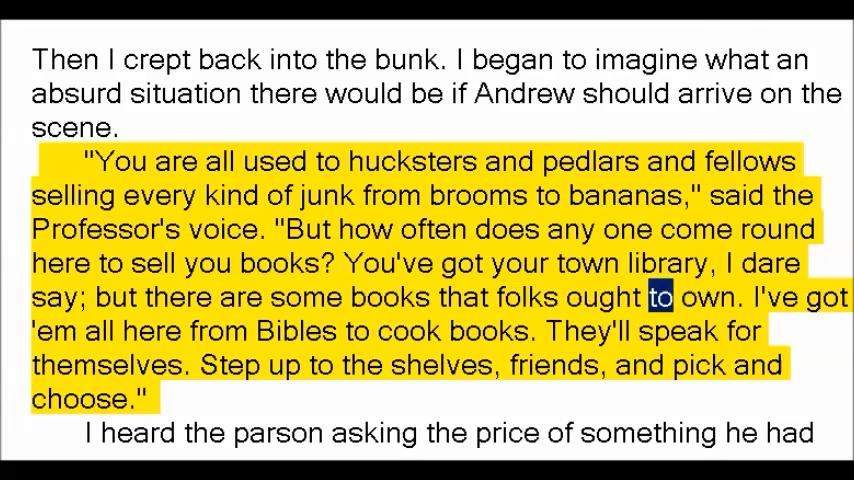 Then I crept back into the bunk. I began to imagine what an
absurd situation there would be if Andrew should arrive on the
scene.
"You are all used to hucksters and pedlars and fellows
selling every kind of junk from brooms to bananas," said the
Professor's voice. "But how often does any one come round
here to sell you books? You've got your town library, I dare
say; but there are some books that folks ought to own. I've got
'em all here from Bibles to cook books. They'll speak for
themselves. Step up to the shelves, friends, and pick and
choose."
I heard the parson asking the price of something he had